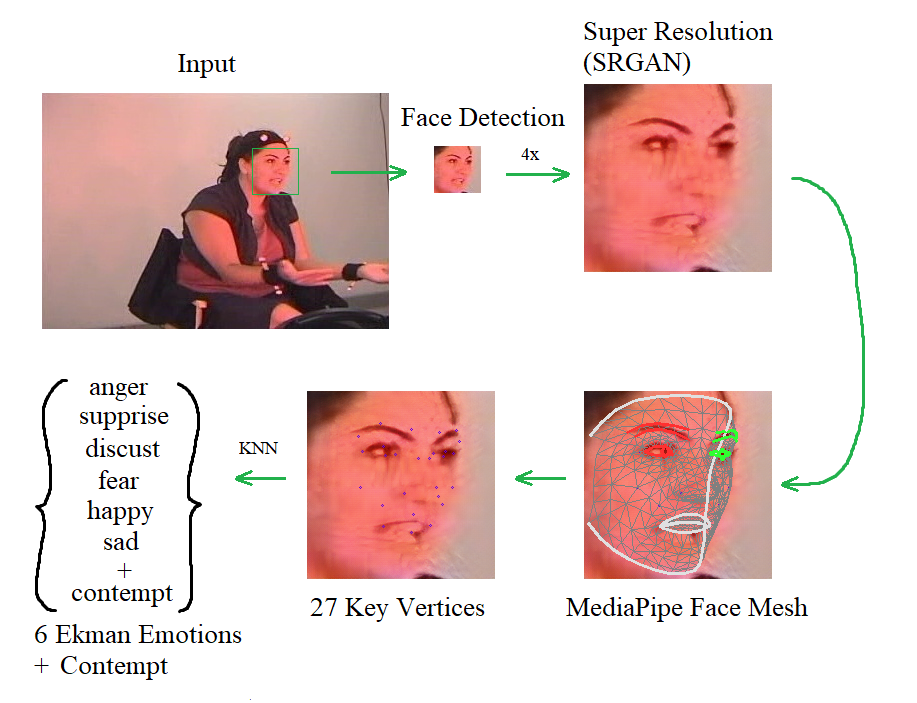 Input
Face Detection
4x
Super Resolution
(SRGAN)
MediaPipe Face Mesh
27 Key Vertices
KNN
anger
supprise
discust
fear
happy
sad
+
contempt
6 Ekman Emotions
+ Contempt